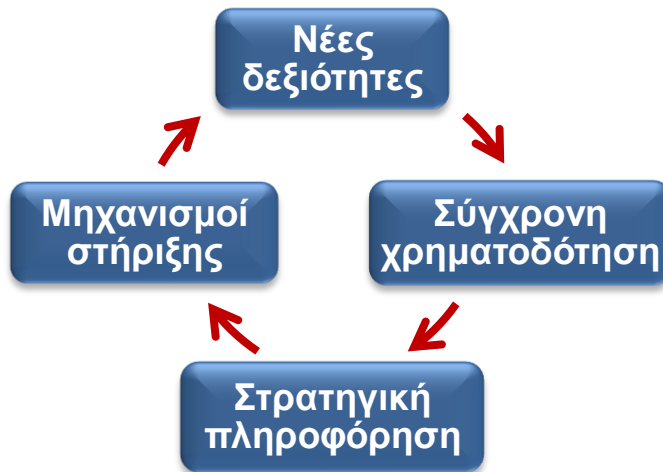 Νέες
δεξιότητες
Μηχανισμοί
στήριξης
Σύγχρονη
χρηματοδότηση
Στρατηγική
πληροφόρηση